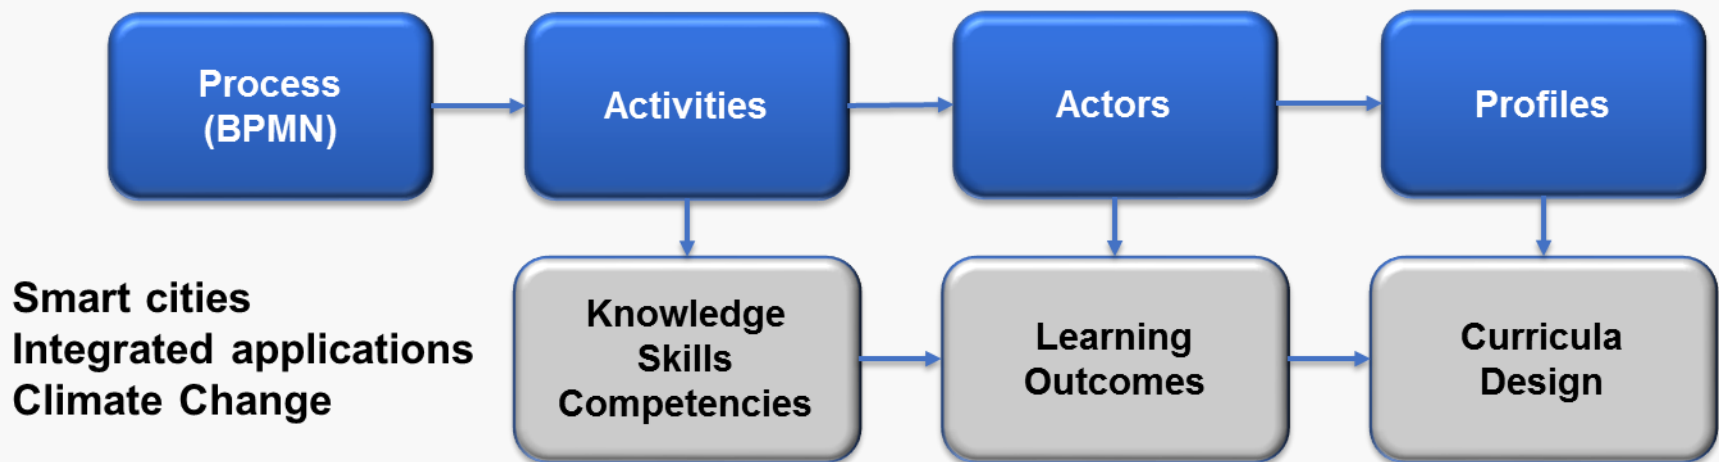 Process
(BPMN)
Activities
Actors
Profiles
Smart cities
Integrated applications
Climate Change
Knowledge
Skills
Competencies
Learning
Outcomes
Curricula
Design